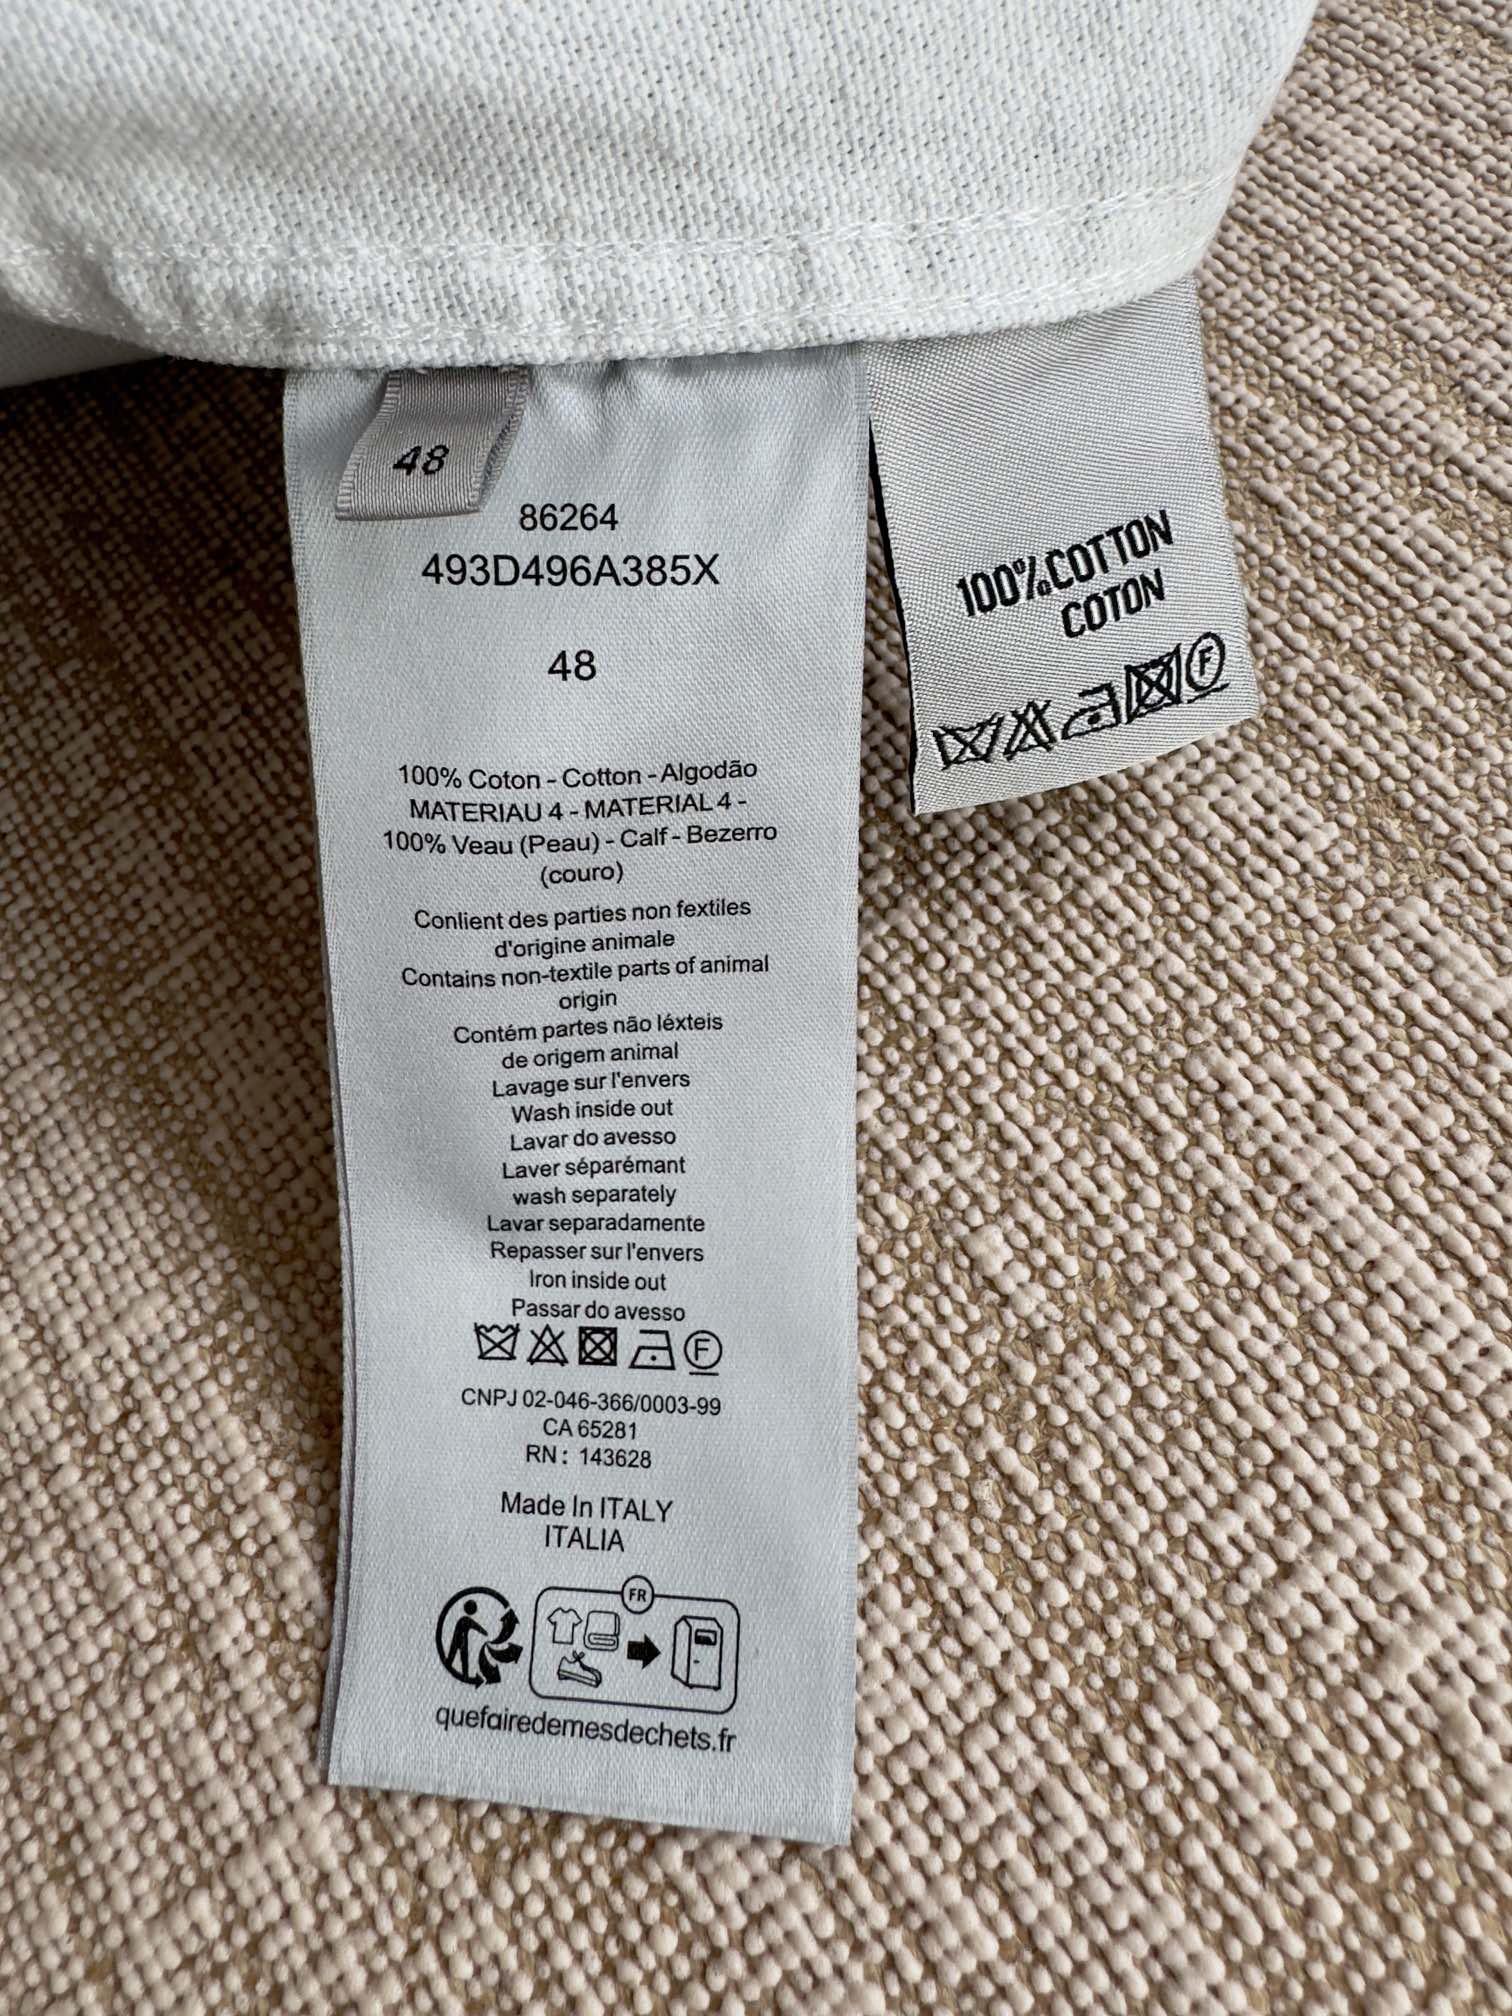 48
86264
493D496A385X
48
100% Coton - Cotton - Algodão
MATERIAU 4 - MATERIAL 4 -
100% Veau (Peau) - Calf - Bezerro
(couro)
Conlient des parties non fextiles
d'origine animale
Contains non-textile parts of animal
origin
Contém partes não léxteis
de origem animal
Lavage sur l'envers
Wash inside out
Lavar do avesso
Laver séparémant
wash separately
Lavar separadamente
Repasser sur l'envers
Iron inside out
Passar do avesso
F
CNPJ 02-046-366/0003-99
CA 65281
RN: 143628
Made In ITALY
ITALIA
FR
quefairedemesdechets.fr
100% COTTON
COTON
F